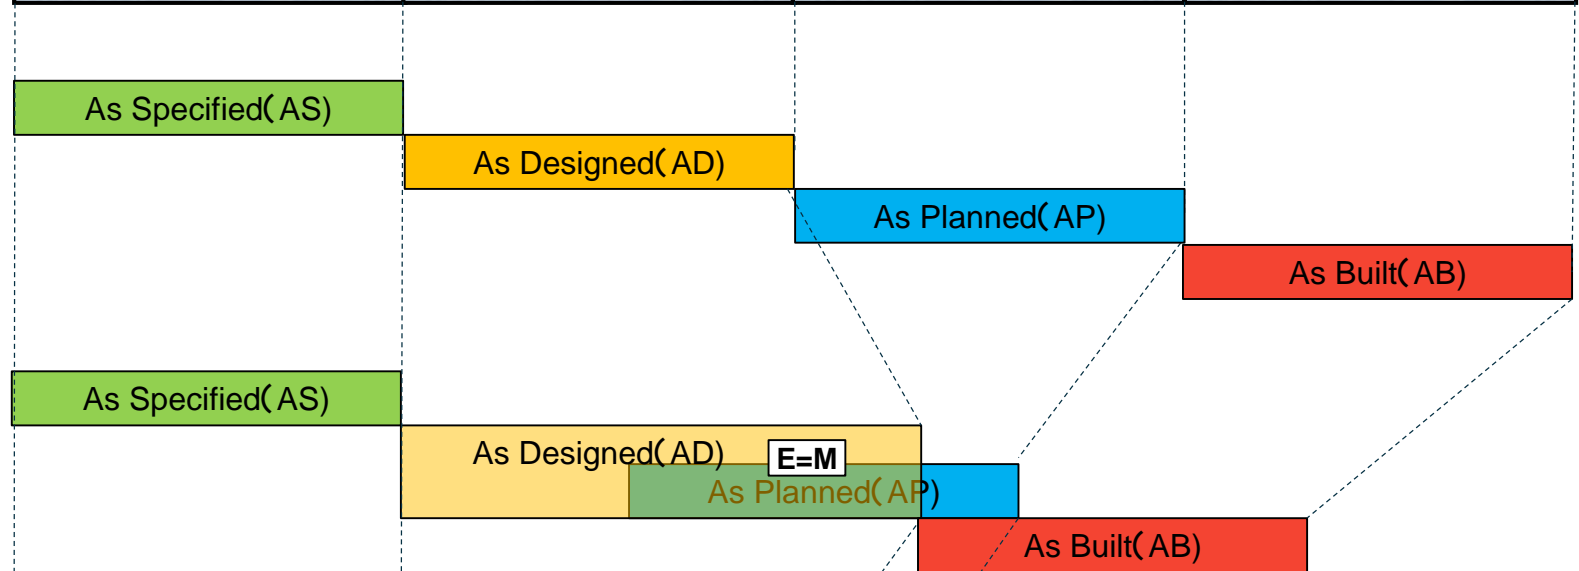 As Specified(AS)
As Designed(AD)
As Planned(AP)
As Built(AB)
As Specified(AS)
As Designed(AD)
E=M
As Planned(AP)
As Built(AB)